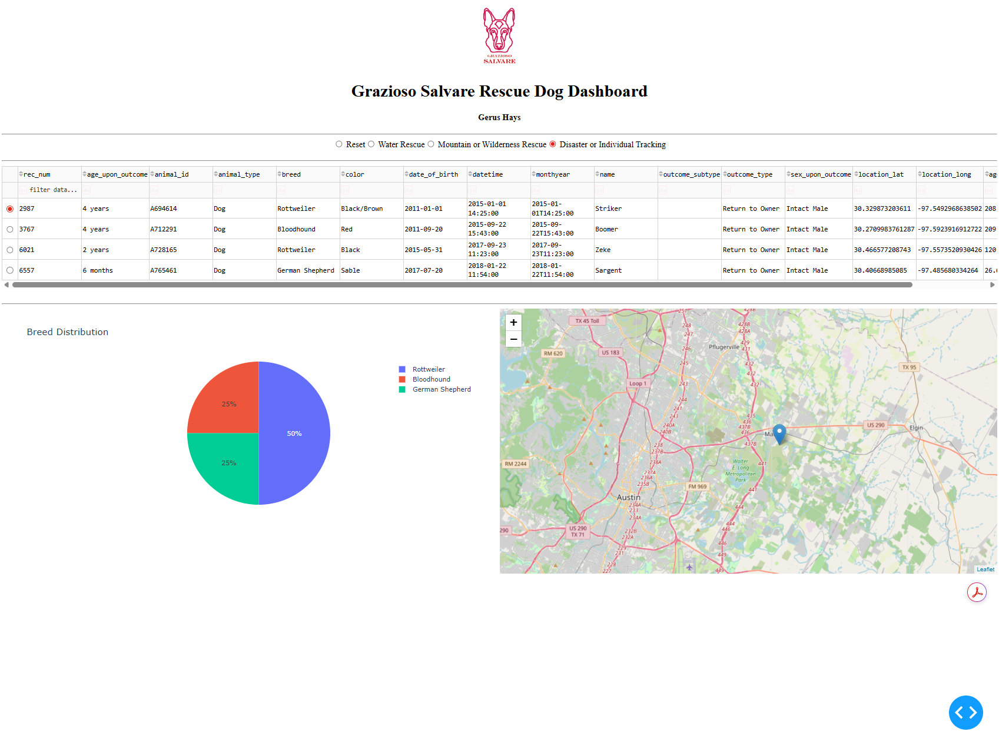 GRAZIOSO
SALVARE
Grazioso Salvare Rescue Dog Dashboard
Gerus Hays
Reset Water Rescue Mountain or Wilderness Rescue Disaster or Individual Tracking
rec_num age_upon_outcome animal_id animal_type breed color date_of_birth datetime monthyear name outcome_subtype outcome_type sex_upon_outcome location_lat location_long
filter data...
2987 4 years A694614 Dog Rottweiler Black/Brown 2011-01-01 2015-01-01 14:25:00 2015-01-01T14:25:00 Striker Return to Owner Intact Male 30.329873203611 -97.5492968638502 208
3767 4 years A712291 Dog Bloodhound Red 2011-09-20 2015-09-22 15:43:00 2015-09-22T15:43:00 Boomer Return to Owner Intact Male 30.2709983761287 -97.5923916912722 209
6021 2 years A728165 Dog Rottweiler Black 2015-05-31 2017-09-23 11:23:00 2017-09-23T11:23:00 Zeke Return to Owner Intact Male 30.466577208743 -97.5573520930426 120
6557 6 months A765461 Dog German Shepherd Sable 2017-07-20 2018-01-22 11:54:00 2018-01-22T11:54:00 Sargent Return to Owner Intact Male 30.40668985085 -97.485680334264 26.
Breed Distribution
Rottweiler
Bloodhound
German Shepherd
25%
50%
25%
+
−
251
428B
TX 45 Toll
248
428B
428A
247
429
Pflugerville
431
246
RM 620
US 183
245
432
TX 95
432
Loop 1
243
432
244
241
243
435
240A
436
437B
240B
436
US 290
Elgin
Ma
437B
238
237B
238A
441
RM 2244
Walter
E. Long
Metropolitan
Park
237A
236A
235B
FM 969
441
Austin
234A
233
234A
444
444
446
290
US 290
TX 71
232B
232A
446
229
231
449
228
227
449
Leaflet